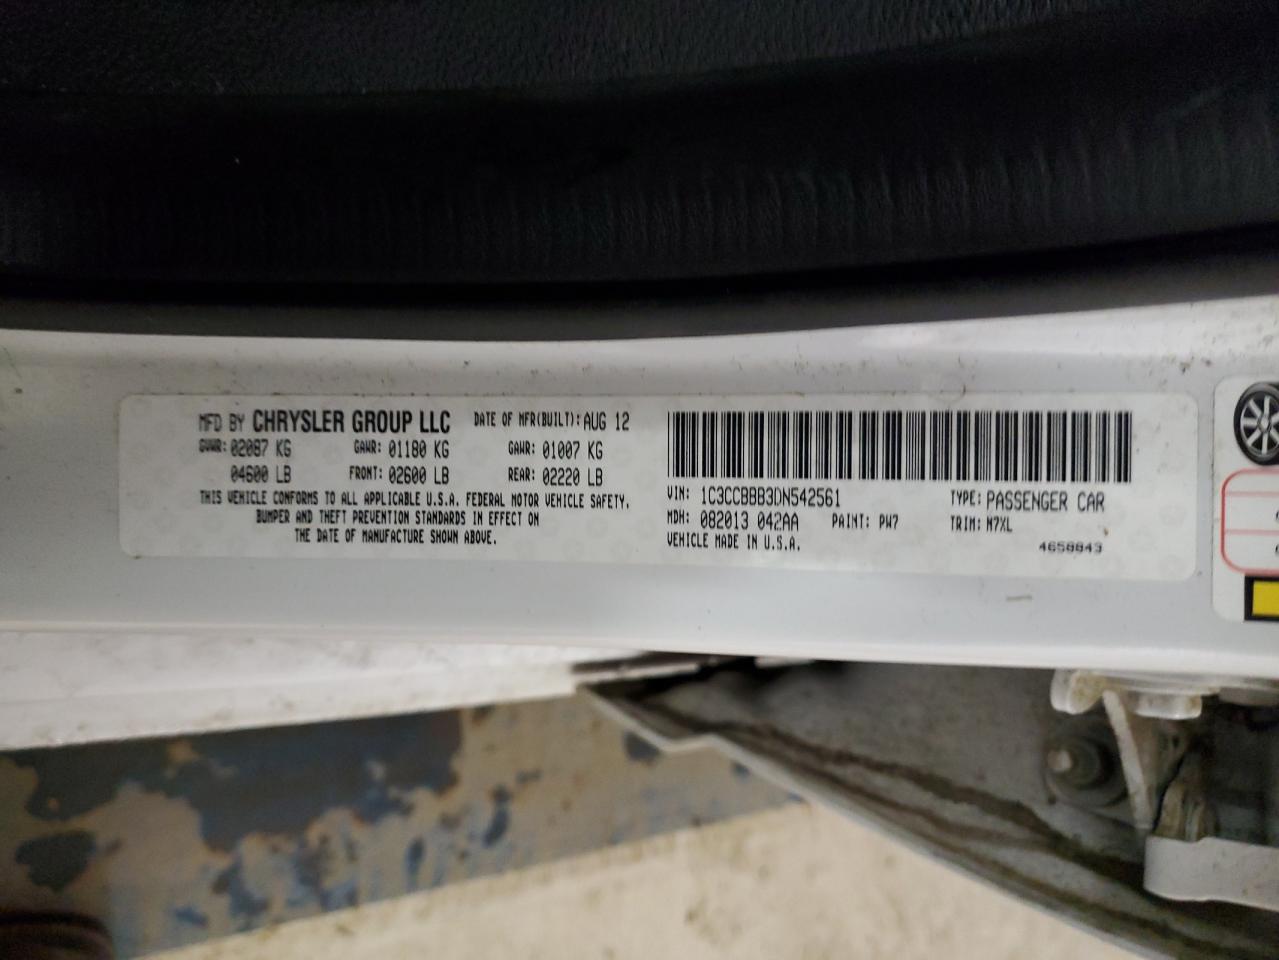 MFD BY CHRYSLER GROUP LLC DATE OF MFR(BUILT): AUG 12
GVWR: 02087 KG GAWR: 01180 KG GAWR: 01007 KG
04600 LB FRONT: 02600 LB REAR: 02220 LB
THIS VEHICLE CONFORMS TO ALL APPLICABLE U.S.A. FEDERAL MOTOR VEHICLE SAFETY,
BUMPER AND THEFT PREVENTION STANDARDS IN EFFECT ON
THE DATE OF MANUFACTURE SHOWN ABOVE.
VIN: 1C3CCBBB3DN542561 TYPE: PASSENGER CAR
MDH: 082013 042AA PAINT: PW7 TRIM: M7XL
VEHICLE MADE IN U.S.A. 4658843